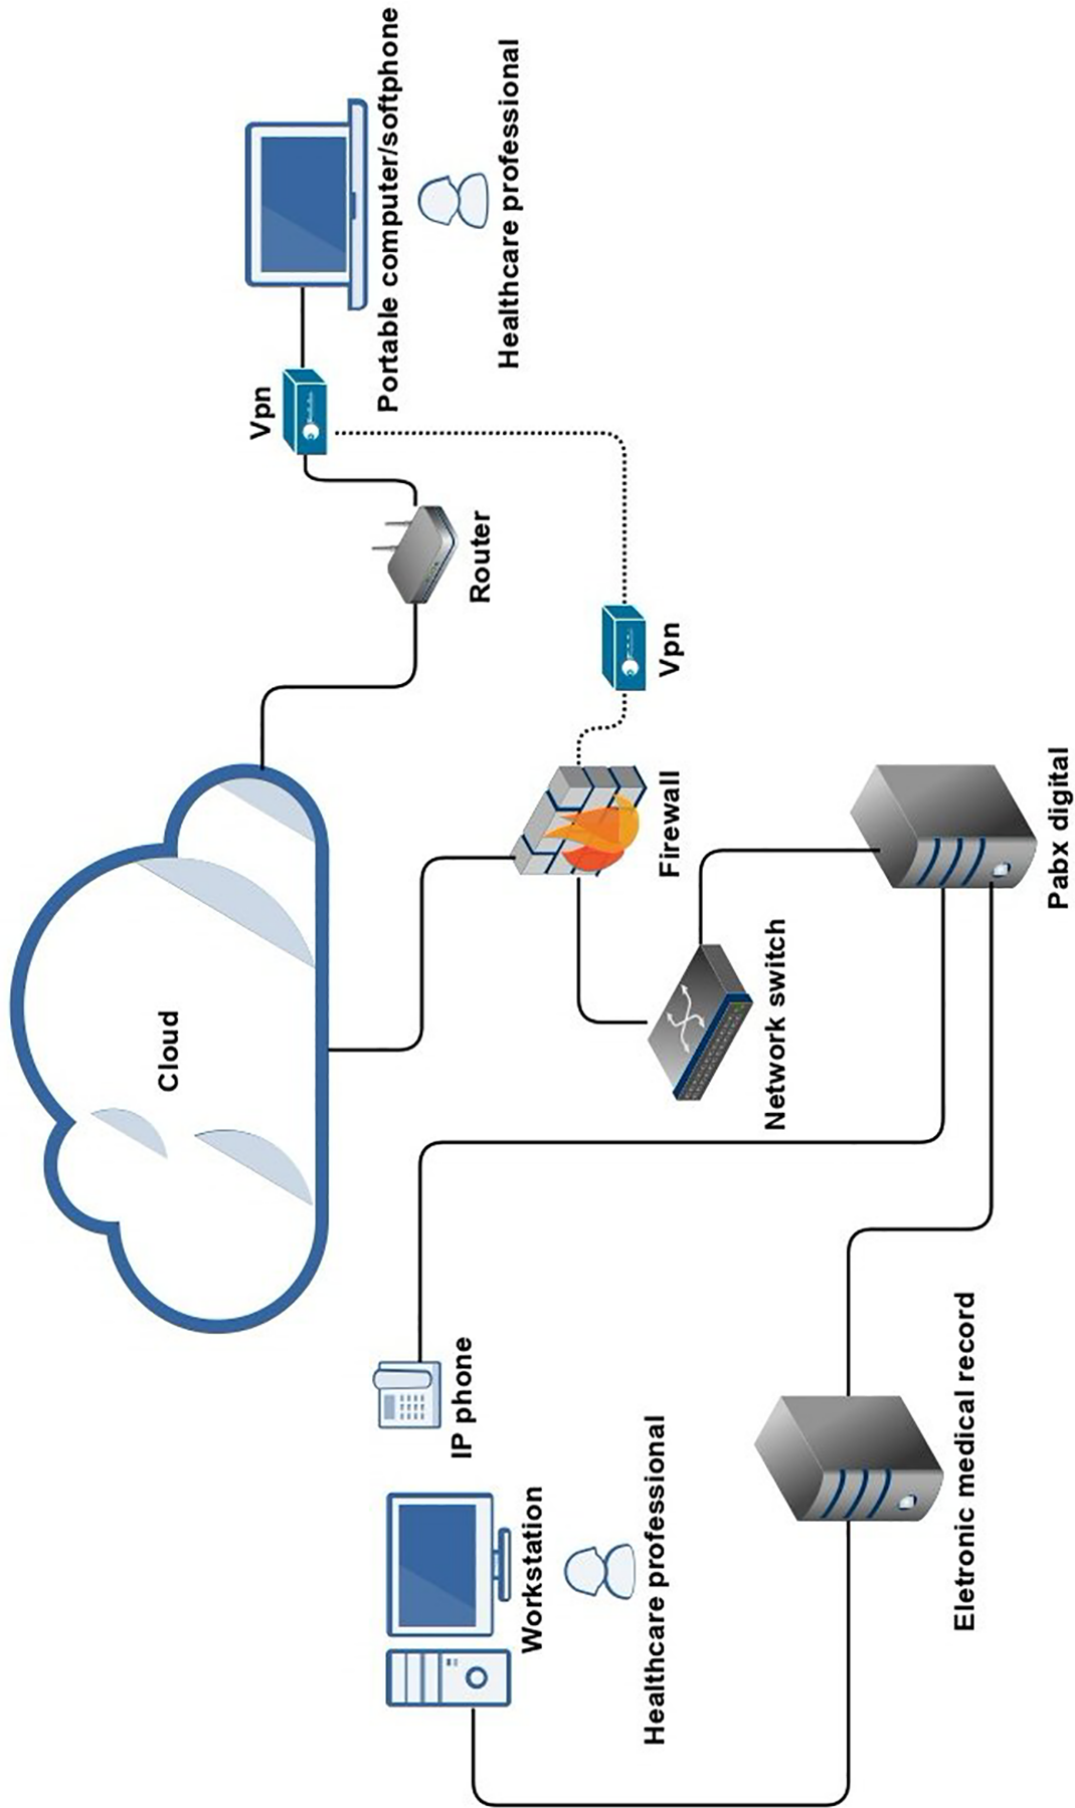 Cloud
Workstation
Healthcare professional
IP phone
Eletronic medical record
Network switch
Firewall
Pabx digital
Router
Vpn
Vpn
Portable computer/softphone
Healthcare professional